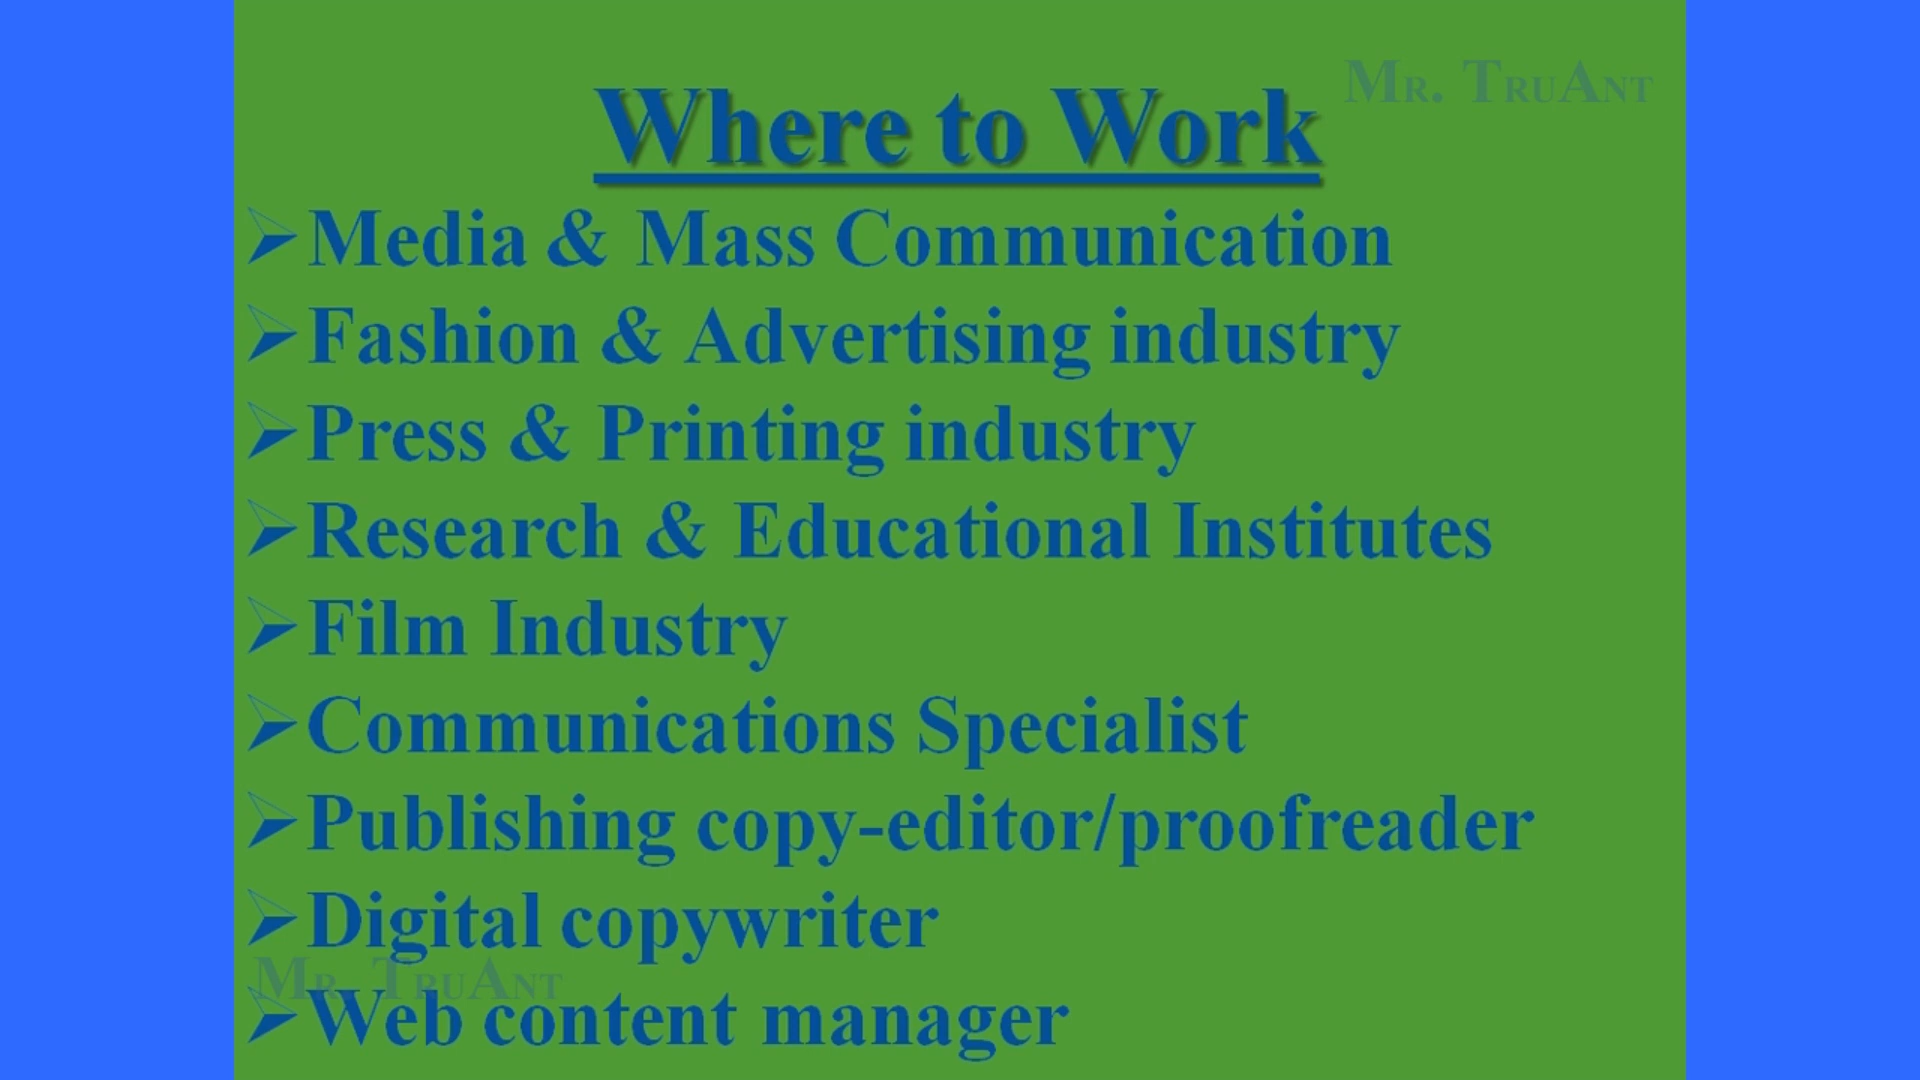 Mr. TruAnt
Where to Work
➢Media & Mass Communication
➢Fashion & Advertising industry
➢Press & Printing industry
➢Research & Educational Institutes
➢Film Industry
➢Communications Specialist
➢Publishing copy-editor/proofreader
➢Digital copywriter
Mr. TruAnt
➢Web content manager